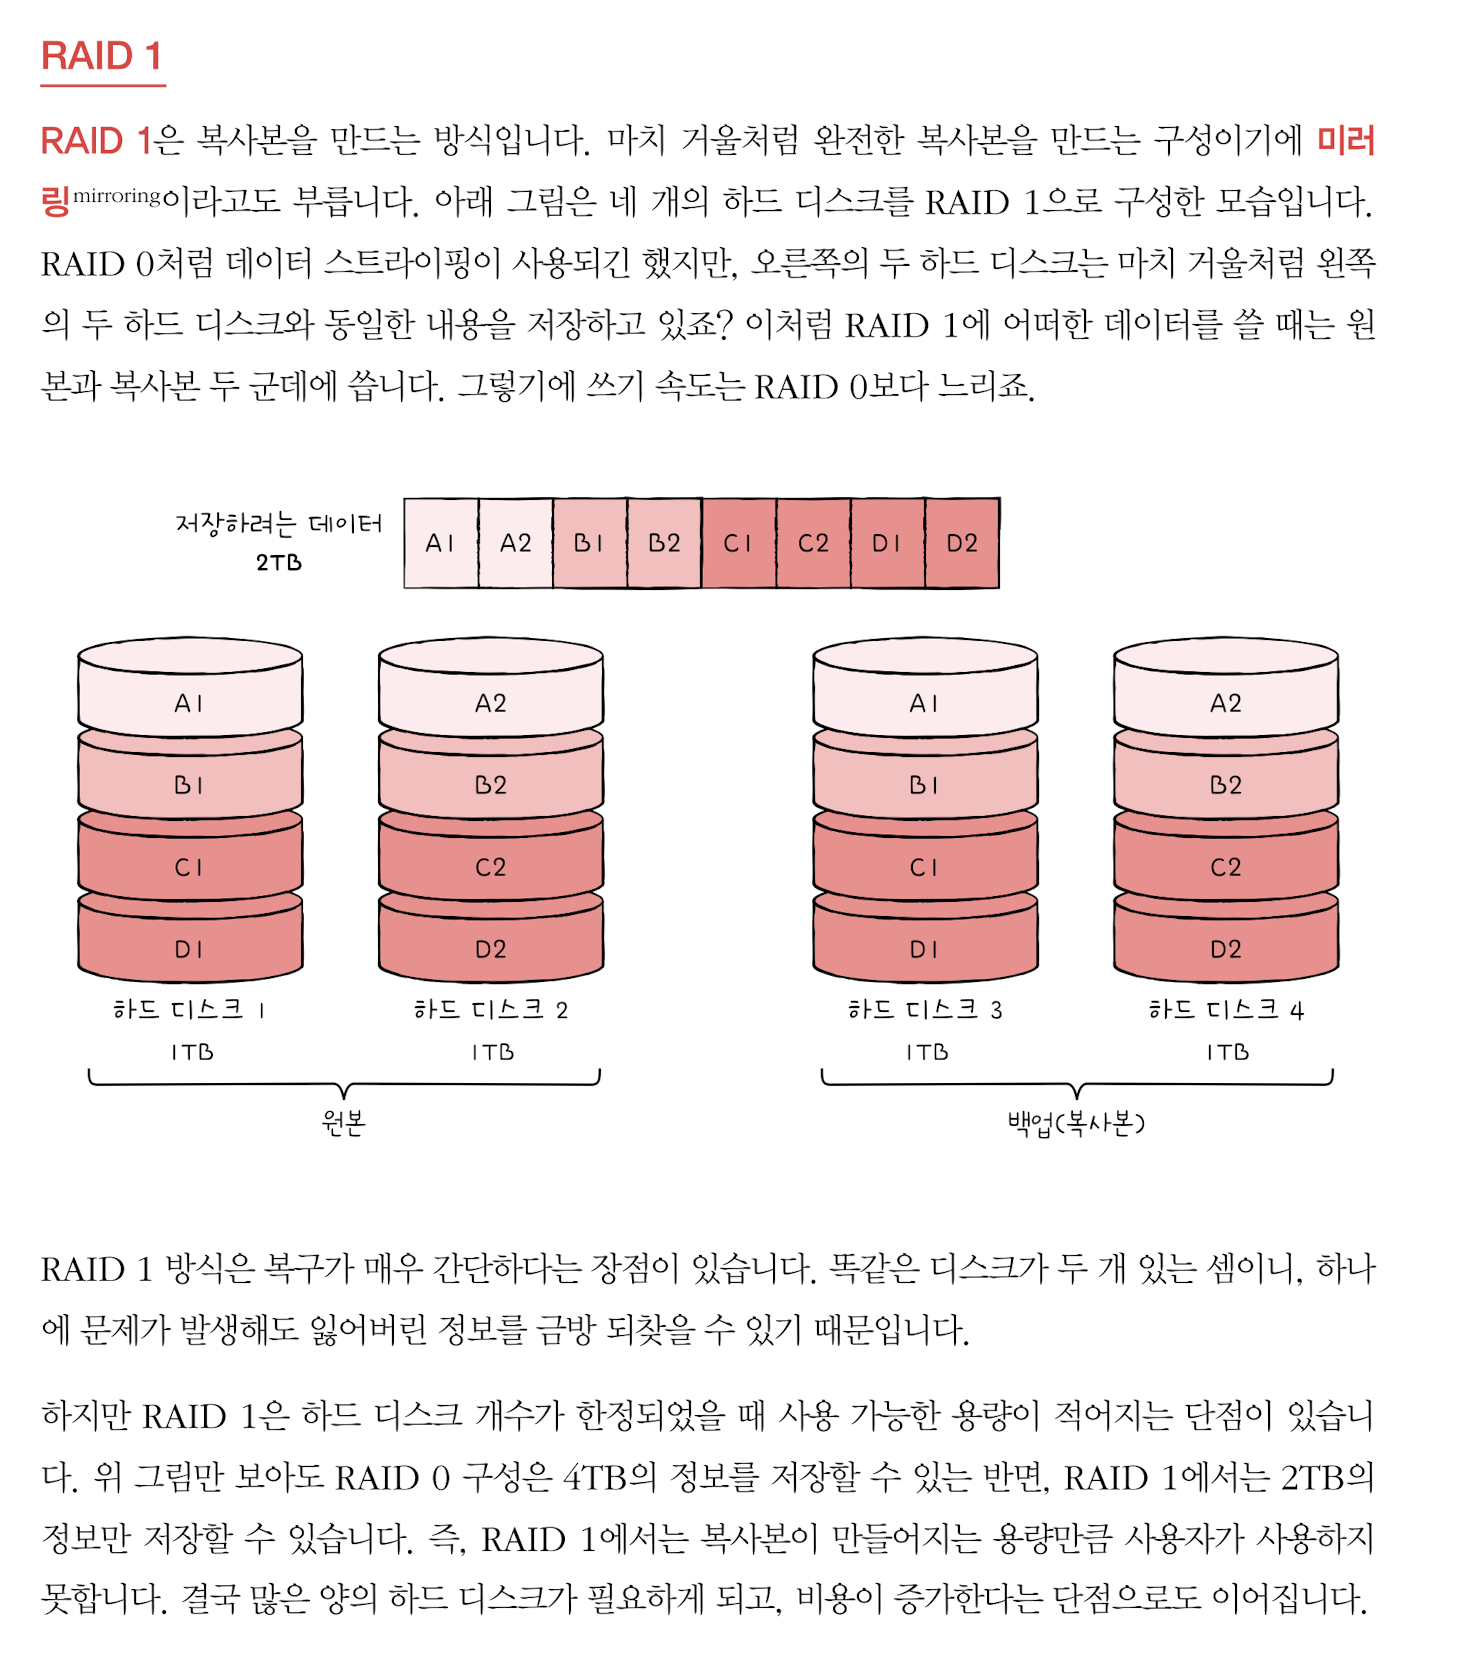 RAID 1
RAID 1은 복사본을 만드는 방식입니다. 마치 거울처럼 완전한 복사본을 만드는 구성이기에 미러
링mirroring이라고도 부릅니다. 아래 그림은 네 개의 하드 디스크를 RAID 1으로 구성한 모습입니다.
RAID 0처럼 데이터 스트라이핑이 사용되긴 했지만, 오른쪽의 두 하드 디스크는 마치 거울처럼 왼쪽
의 두 하드 디스크와 동일한 내용을 저장하고 있죠? 이처럼 RAID 1에 어떠한 데이터를 쓸 때는 원
본과 복사본 두 군데에 씁니다. 그렇기에 쓰기 속도는 RAID 0보다 느리죠.
저장하려는 데이터
2TB
A1 A2 B1 B2 C1 C2 D1 D2
A1 A2 A1 A2
B1 B2 B1 B2
C1 C2 C1 C2
D1 D2 D1 D2
하드 디스크 1 하드 디스크 2 하드 디스크 3 하드 디스크 4
1TB 1TB 1TB 1TB
원본 백업(복사본)
RAID 1 방식은 복구가 매우 간단하다는 장점이 있습니다. 똑같은 디스크가 두 개 있는 셈이니, 하나
에 문제가 발생해도 잃어버린 정보를 금방 되찾을 수 있기 때문입니다.
하지만 RAID 1은 하드 디스크 개수가 한정되었을 때 사용 가능한 용량이 적어지는 단점이 있습니
다. 위 그림만 보아도 RAID 0 구성은 4TB의 정보를 저장할 수 있는 반면, RAID 1에서는 2TB의
정보만 저장할 수 있습니다. 즉, RAID 1에서는 복사본이 만들어지는 용량만큼 사용자가 사용하지
못합니다. 결국 많은 양의 하드 디스크가 필요하게 되고, 비용이 증가한다는 단점으로도 이어집니다.